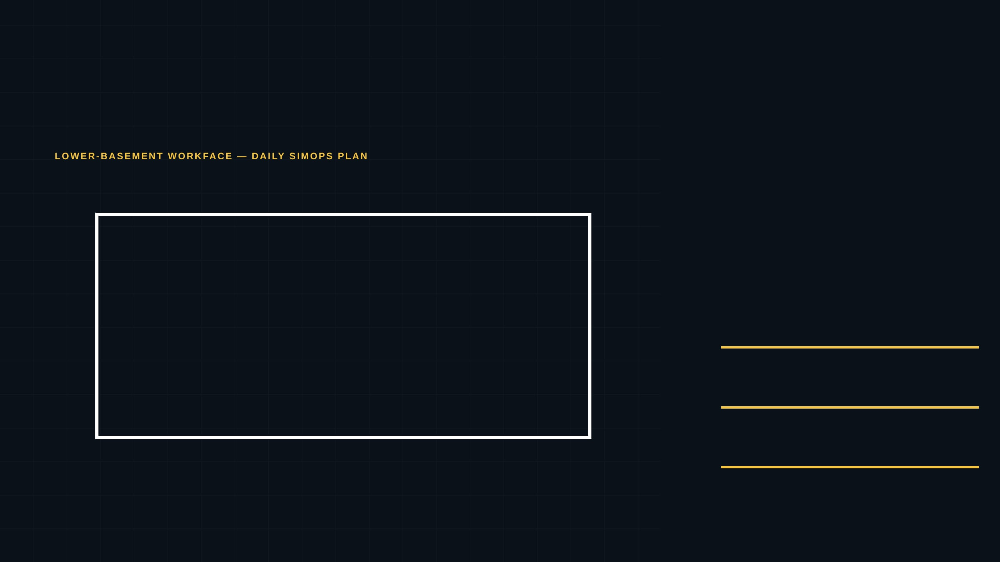 LOWER-BASEMENT WORKFACE — DAILY SIMOPS PLAN